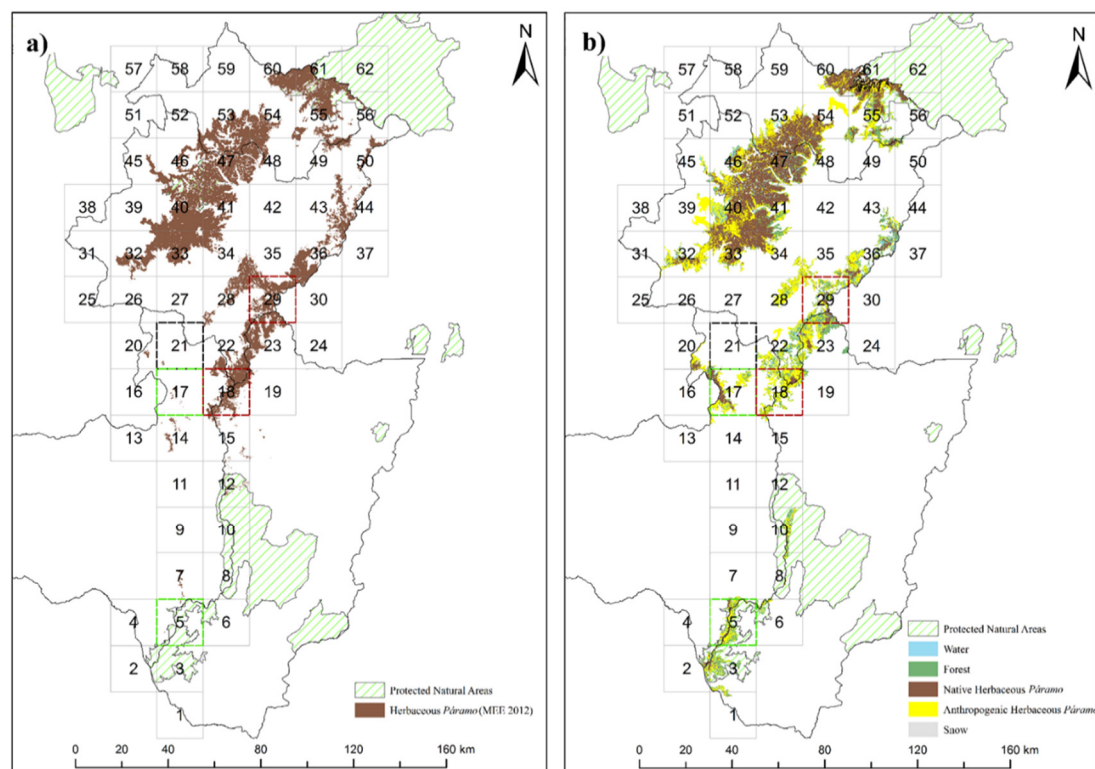 a)
N
57 58 59 60 61 62
51 52 53 54 55 56
45 46 47 48 49 50
38 39 40 41 42 43 44
31 32 33 34 35 36 37
25 26 27 28 29 30
20 21 22 23 24
16 17 18 19
13 14 15
11 12
9 10
7 8
4 5 6
2 3
1
Protected Natural Areas
Herbaceous Páramo (MEE 2012)
0 20 40 80 120 160 km
b)
N
57 58 59 60 61 62
51 52 53 54 55 56
45 46 47 48 49 50
38 39 40 41 42 43 44
31 32 33 34 35 36 37
25 26 27 28 29 30
20 21 22 23 24
16 17 18 19
13 14 15
11 12
9 10
7 8
4 5 6
2 3
1
Protected Natural Areas
Water
Forest
Native Herbaceous Páramo
Anthropogenic Herbaceous Páramo
Saow
0 20 40 80 120 160 km